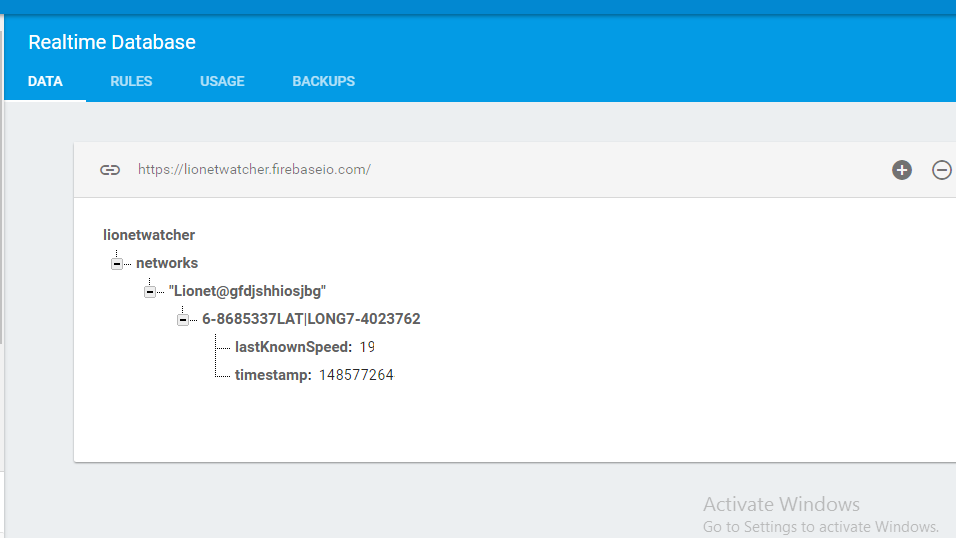 Realtime Database
DATA RULES USAGE BACKUPS
https://lionetwatcher.firebaseio.com/
lionetwatcher
networks
"Lionet@gfdjshhiosjbg"
6-8685337LAT|LONG7-4023762
lastKnownSpeed: 19
timestamp: 148577264
Activate Windows
Go to Settings to activate Windows.